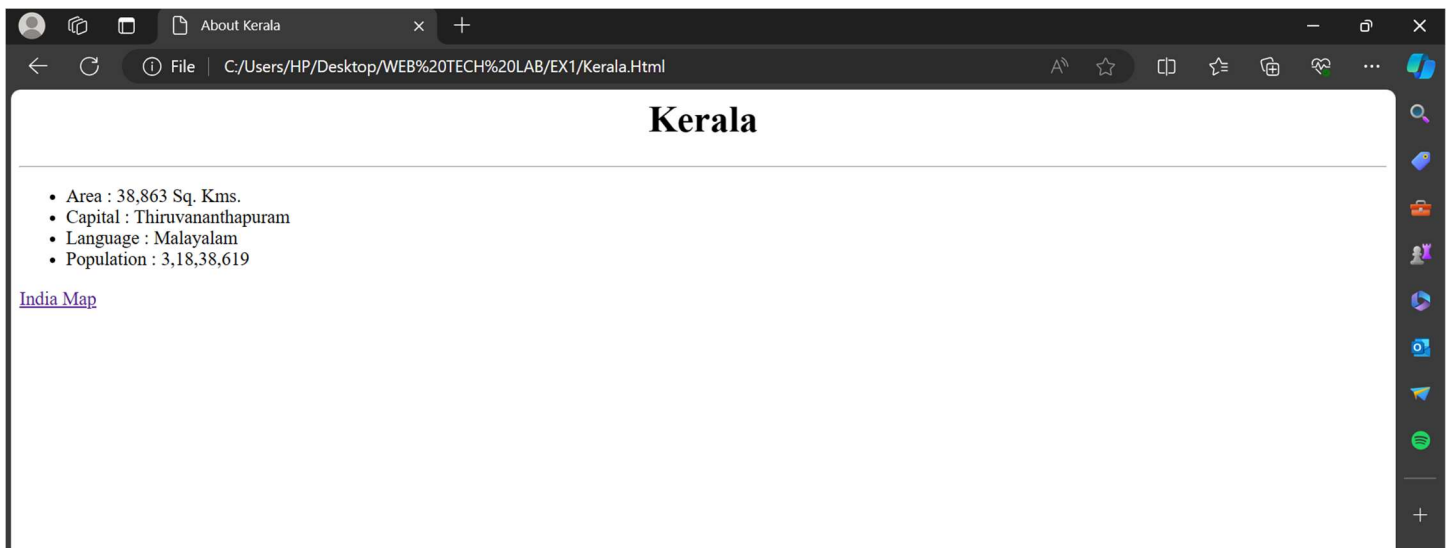 About Kerala
File
C:/Users/HP/Desktop/WEB%20TECH%20LAB/EX1/Kerala.Html
Kerala
Area : 38,863 Sq. Kms.
Capital : Thiruvananthapuram
Language : Malayalam
Population : 3,18,38,619
India Map